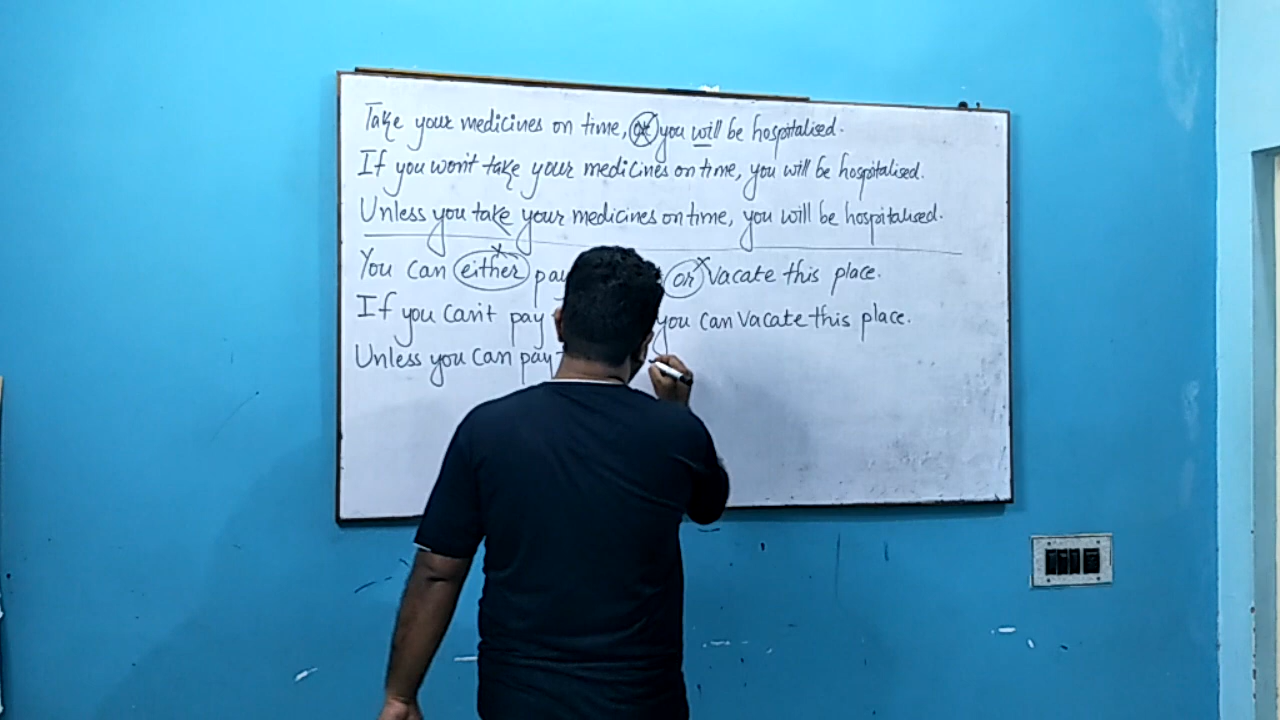 Take your medicines on time, or you will be hospitalised.
If you won't take your medicines on time, you will be hospitalised.
Unless you take your medicines on time, you will be hospitalised.
You can either pay or vacate this place.
If you can't pay you can vacate this place.
Unless you can pay